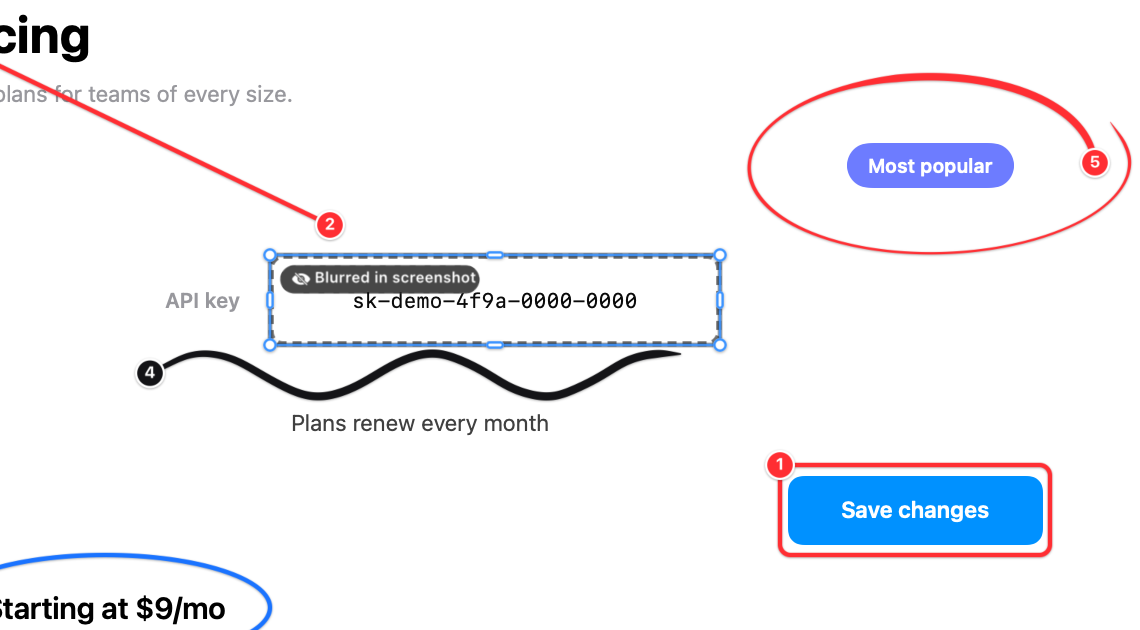 cing
plans for teams of every size.
Most popular
5
2
Blurred in screenshot
API key
sk-demo-4f9a-0000-0000
4
Plans renew every month
1
Save changes
Starting at $9/mo